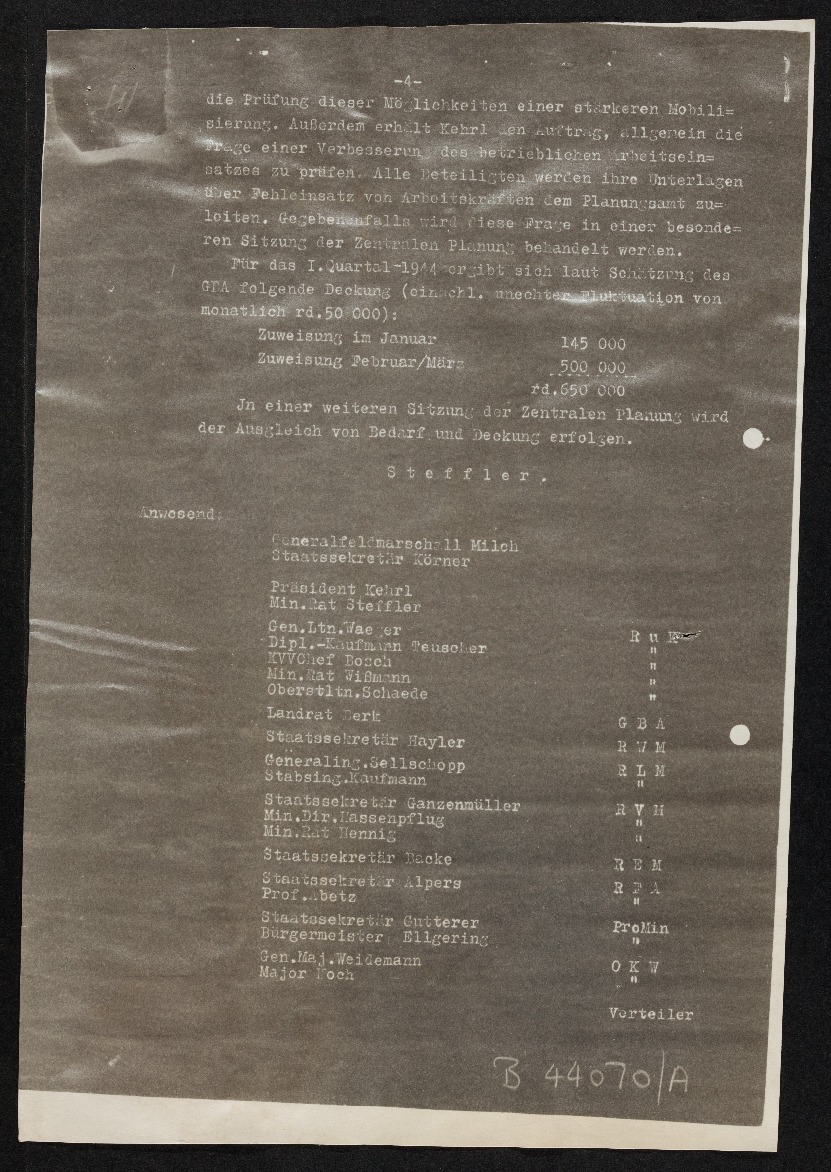 -4-
die Prüfung dieser Möglichkeiten einer stärkeren Mobili=
sierung. Außerdem erhält Kehrl den Auftrag, allgemein die
Frage einer Verbesserung des betrieblichen Arbeitsein=
satzes zu prüfen. Alle Beteiligten werden ihre Unterlagen
über Fehleinsatz von Arbeitskräften dem Planungsamt zu=
leiten. Gegebenenfalls wird diese Frage in einer besonde=
ren Sitzung der Zentralen Planung behandelt werden.
Für das I.Quartal-1944 ergibt sich laut Schätzung des
GBA folgende Deckung (einschl. unechter Fluktuation von
monatlich rd.50 000):
Zuweisung im Januar 145 000
Zuweisung Februar/März 500 000
rd.650 000
Jn einer weiteren Sitzung der Zentralen Planung wird
der Ausgleich von Bedarf und Deckung erfolgen.
S t e f f l e r .
Anwesend:
Generalfeldmarschall Milch
Staatssekretär Körner
Präsident Kehrl
Min.Rat Steffler
Gen.Ltn.Waeger R u K
Dipl.-Kaufmann Teuscher "
KVVChef Bosch "
Min.Rat Wißmann "
Oberstltn.Schaede "
Landrat Berk G B A
Staatssekretär Hayler R W M
Generaling.Sellschopp R L M
Stabsing.Kaufmann "
Staatssekretär Ganzenmüller R V M
Min.Dir.Hassenpflug "
Min.Rat Hennig "
Staatssekretär Backe R E M
Staatssekretär Alpers R F A
Prof.Abetz "
Staatssekretär Gutterer ProMin
Bürgermeister Ellgering "
Gen.Maj.Weidemann O K W
Major Koch "
Verteiler
B 44070/A